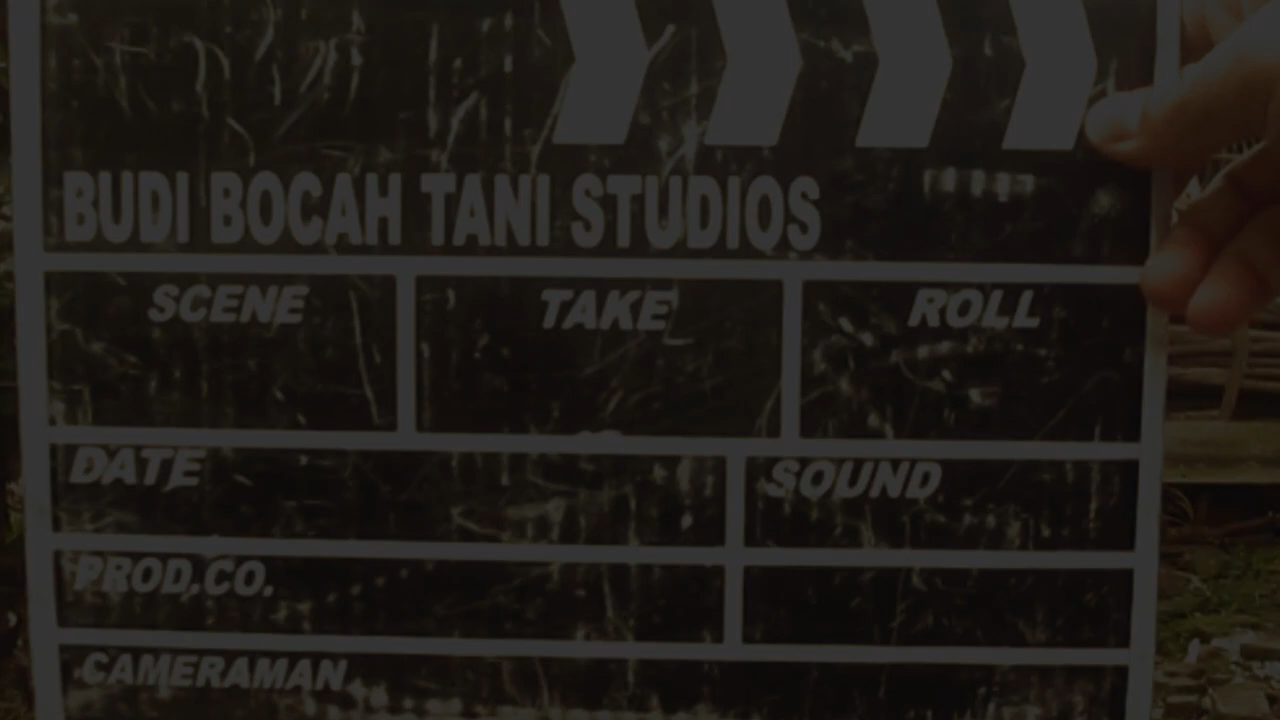 BUDI BOCAH TANI STUDIOS
SCENE TAKE ROLL
DATE SOUND
PROD.CO.
CAMERAMAN